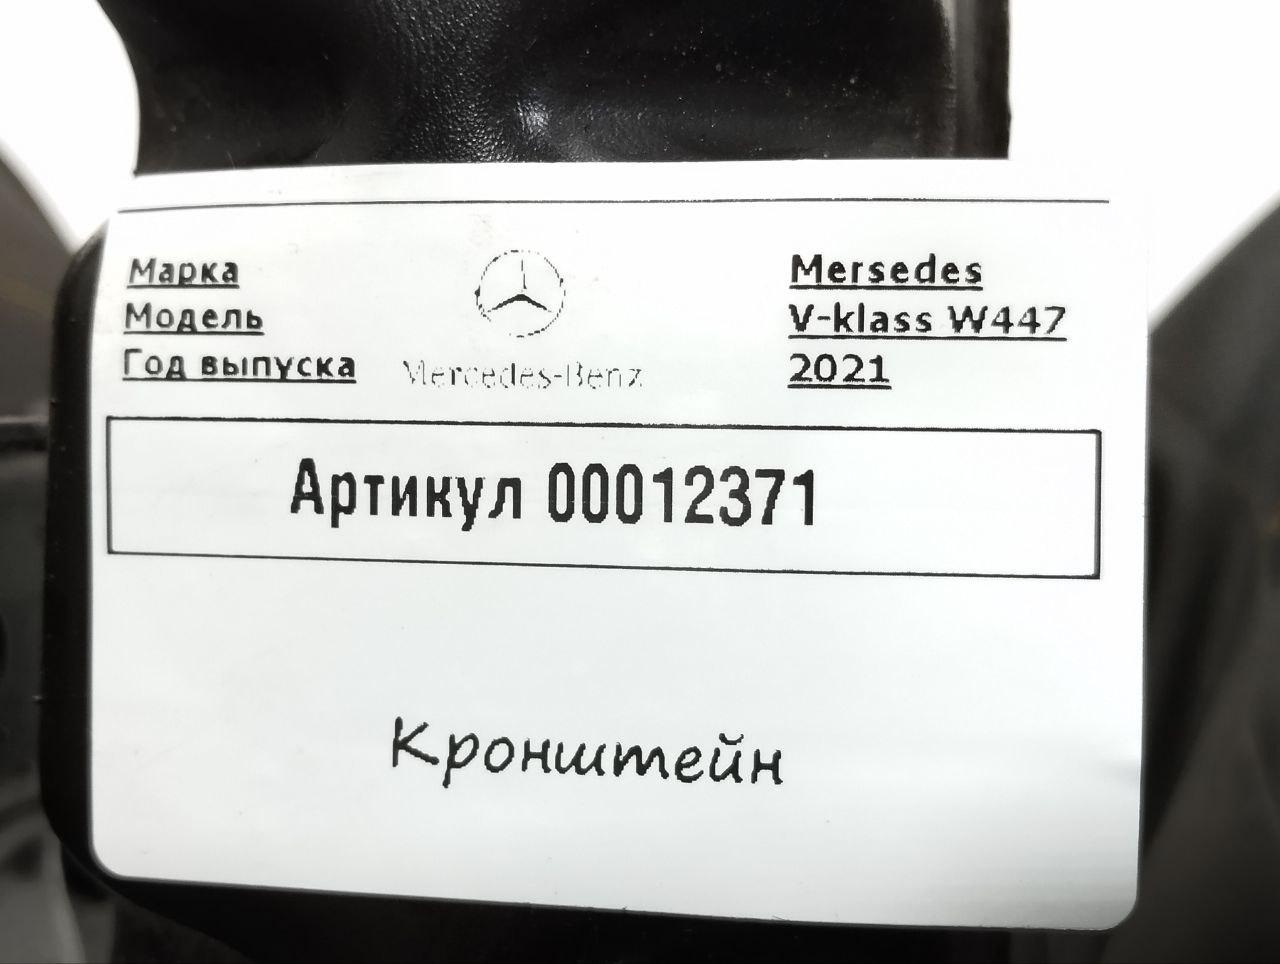 Марка Mersedes
Модель V-klass W447
Год выпуска Mercedes-Benz 2021
Артикул 00012371
Кронштейн